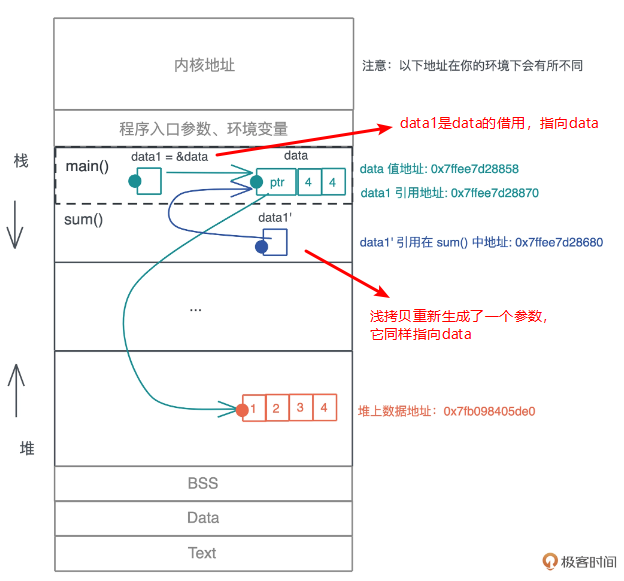 内核地址
注意：以下地址在你的环境下会有所不同
程序入口参数、环境变量
data1是data的借用，指向data
栈
main()
data1 = &data
data
ptr
4
4
data 值地址: 0x7ffee7d28858
data1 引用地址: 0x7ffee7d28870
sum()
data1'
data1' 引用在 sum() 中地址: 0x7ffee7d28680
...
浅拷贝重新生成了一个参数，
它同样指向data
1
2
3
4
堆上数据地址：0x7fb098405de0
堆
BSS
Data
Text
极客时间